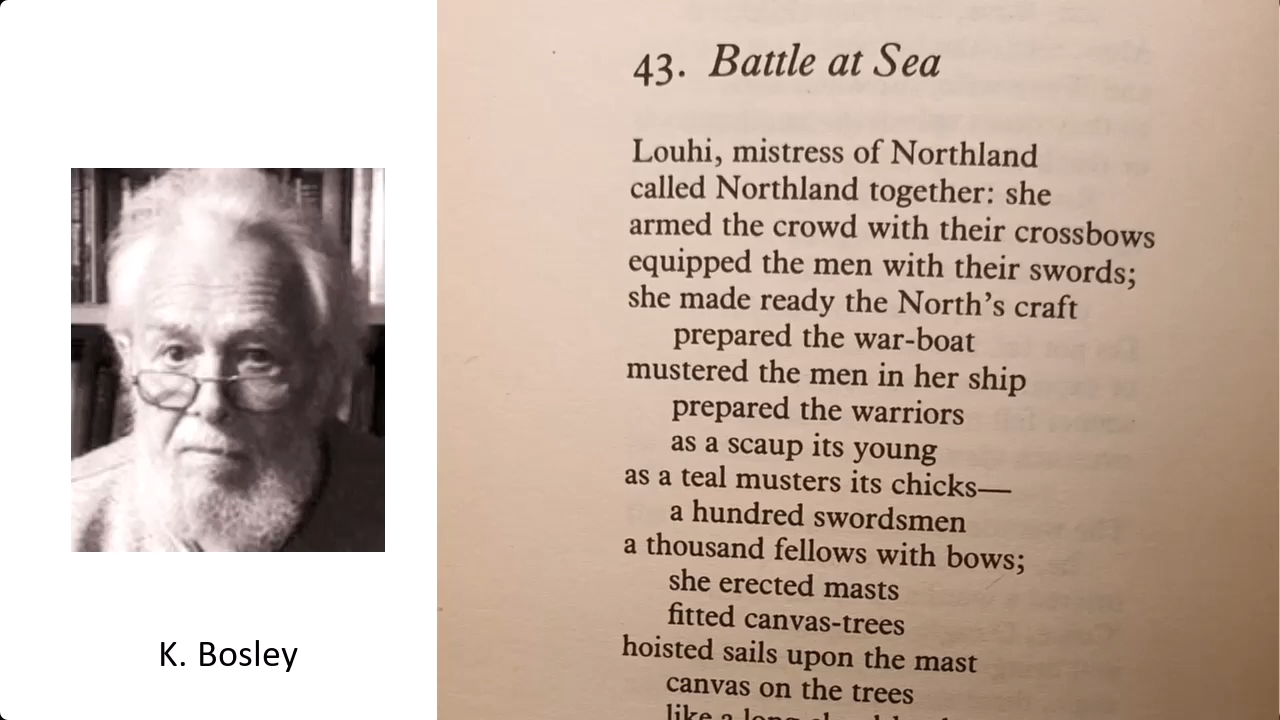 43. Battle at Sea
Louhi, mistress of Northland
called Northland together: she
armed the crowd with their crossbows
equipped the men with their swords;
she made ready the North's craft
prepared the war-boat
mustered the men in her ship
prepared the warriors
as a scaup its young
as a teal musters its chicks—
a hundred swordsmen
a thousand fellows with bows;
she erected masts
fitted canvas-trees
hoisted sails upon the mast
canvas on the trees
like a long
K. Bosley